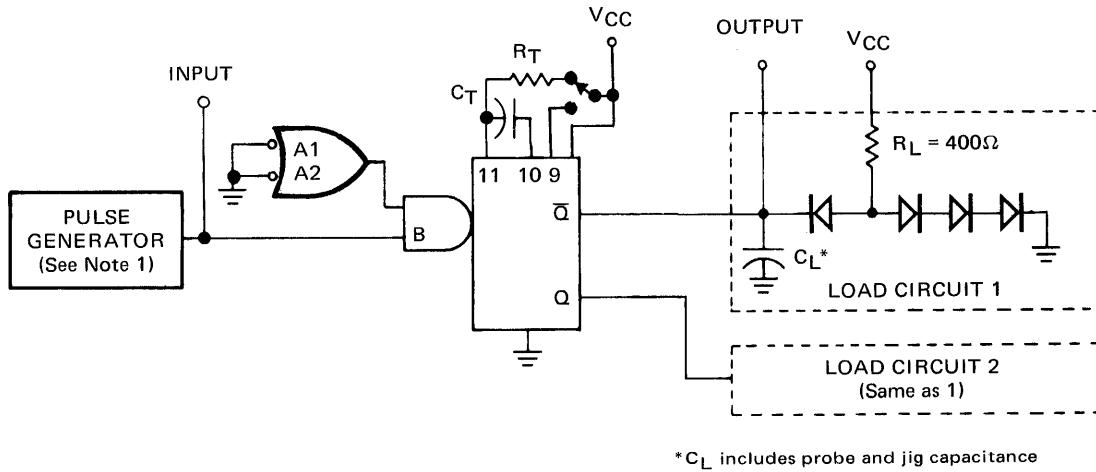 INPUT
PULSE
GENERATOR
(See Note 1)
A1
A2
B
CT
RT
VCC
11 10 9
Q̅
Q
OUTPUT
VCC
RL = 400Ω
CL*
LOAD CIRCUIT 1
LOAD CIRCUIT 2
(Same as 1)
*CL includes probe and jig capacitance